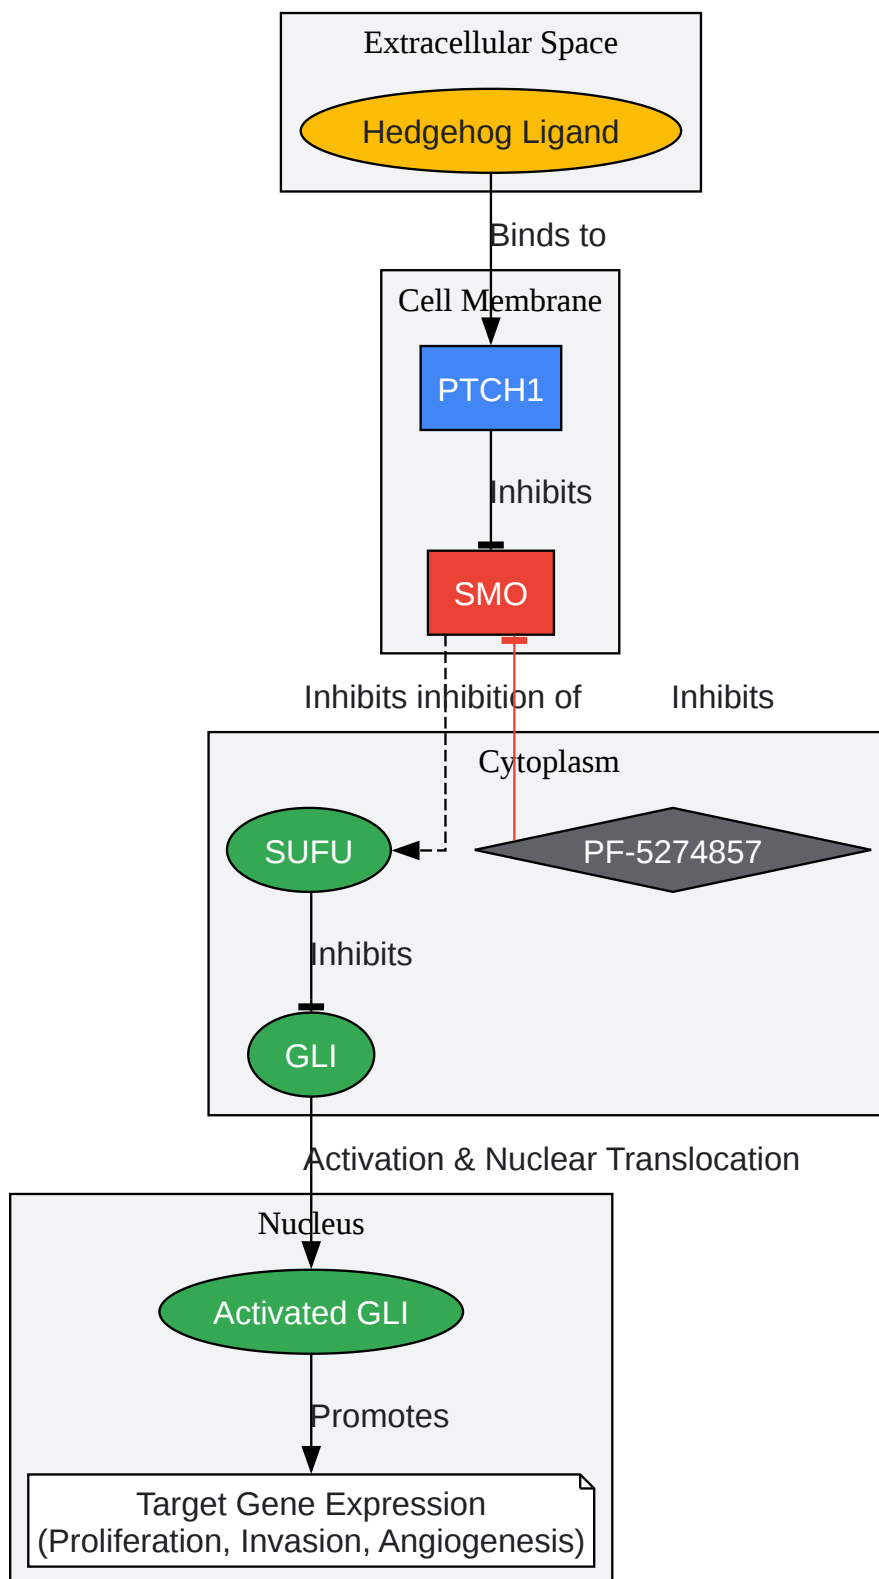 Extracellular Space
Hedgehog Ligand
Binds to
Cell Membrane
PTCH1
Inhibits
SMO
Inhibits inhibition of
Inhibits
Cytoplasm
SUFU
PF-5274857
Inhibits
GLI
Activation & Nuclear Translocation
Nucleus
Activated GLI
Promotes
Target Gene Expression
(Proliferation, Invasion, Angiogenesis)